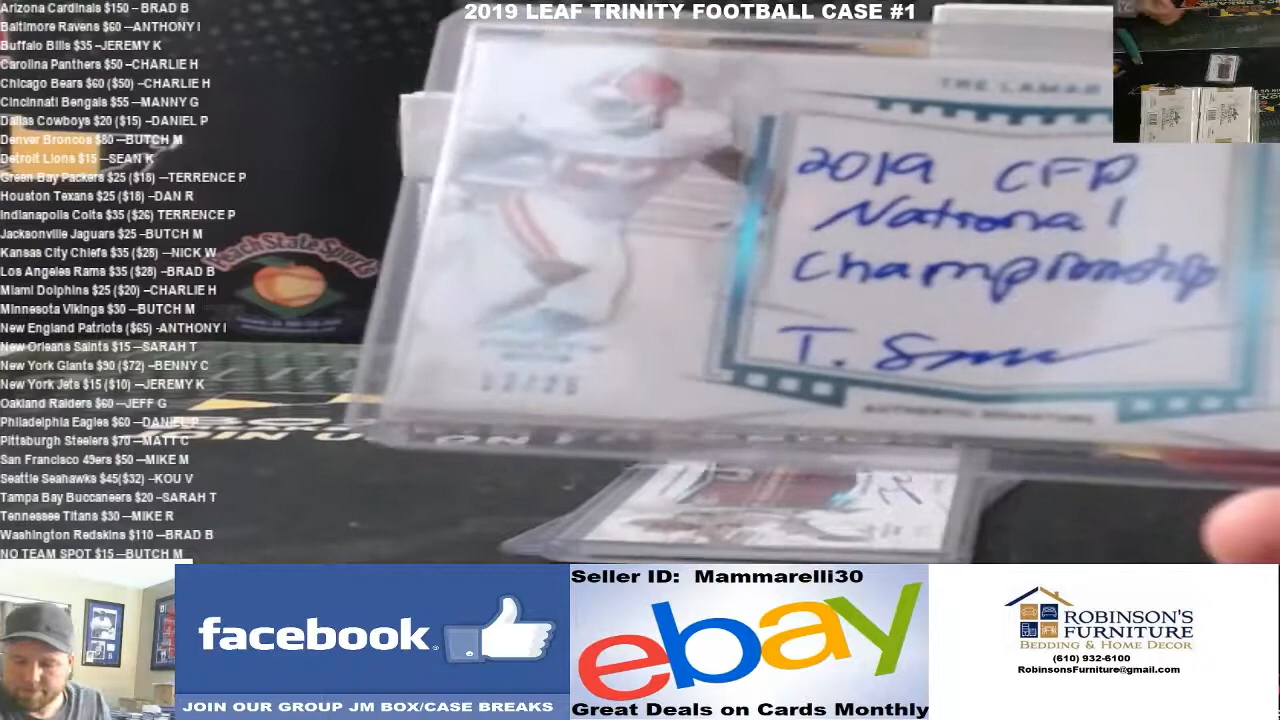 2019 LEAF TRINITY FOOTBALL CASE #1
Arizona Cardinals $150 – BRAD B
Baltimore Ravens $60 –ANTHONY I
Buffalo Bills $35 –JEREMY K
Carolina Panthers $50 –CHARLIE H
Chicago Bears $60 ($50) –CHARLIE H
Cincinnati Bengals $55 –MANNY G
Dallas Cowboys $20 ($15) –DANIEL P
Denver Broncos $80 –BUTCH M
Detroit Lions $15 –SEAN K
Green Bay Packers $25 ($18) –TERRENCE P
Houston Texans $25 ($18) –DAN R
Indianapolis Colts $35 ($26) TERRENCE P
Jacksonville Jaguars $25 –BUTCH M
Kansas City Chiefs $35 ($28) –NICK W
Los Angeles Rams $35 ($28) –BRAD B
Miami Dolphins $25 ($20) –CHARLIE H
Minnesota Vikings $30 –BUTCH M
New England Patriots ($65) -ANTHONY I
New Orleans Saints $15 –SARAH T
New York Giants $90 ($72) –BENNY C
New York Jets $15 ($10) –JEREMY K
Oakland Raiders $60 –JEFF G
Philadelphia Eagles $60 –DANIEL P
Pittsburgh Steelers $70 –MATT C
San Francisco 49ers $50 –MIKE M
Seattle Seahawks $45($32) –KOU V
Tampa Bay Buccaneers $20 –SARAH T
Tennessee Titans $30 –MIKE R
Washington Redskins $110 –BRAD B
NO TEAM SPOT $15 –BUTCH M
PeachStateSports
JOIN U
ON F
THE LAMAR
2019 CFP
National
Championship
T. S
AUTHENTIC SIGNATURE
facebook
JOIN OUR GROUP JM BOX/CASE BREAKS
Seller ID: Mammarelli30
ebay
Great Deals on Cards Monthly
ROBINSON'S
FURNITURE
BEDDING & HOME DECOR
(610) 932-6100
RobinsonsFurniture@gmail.com